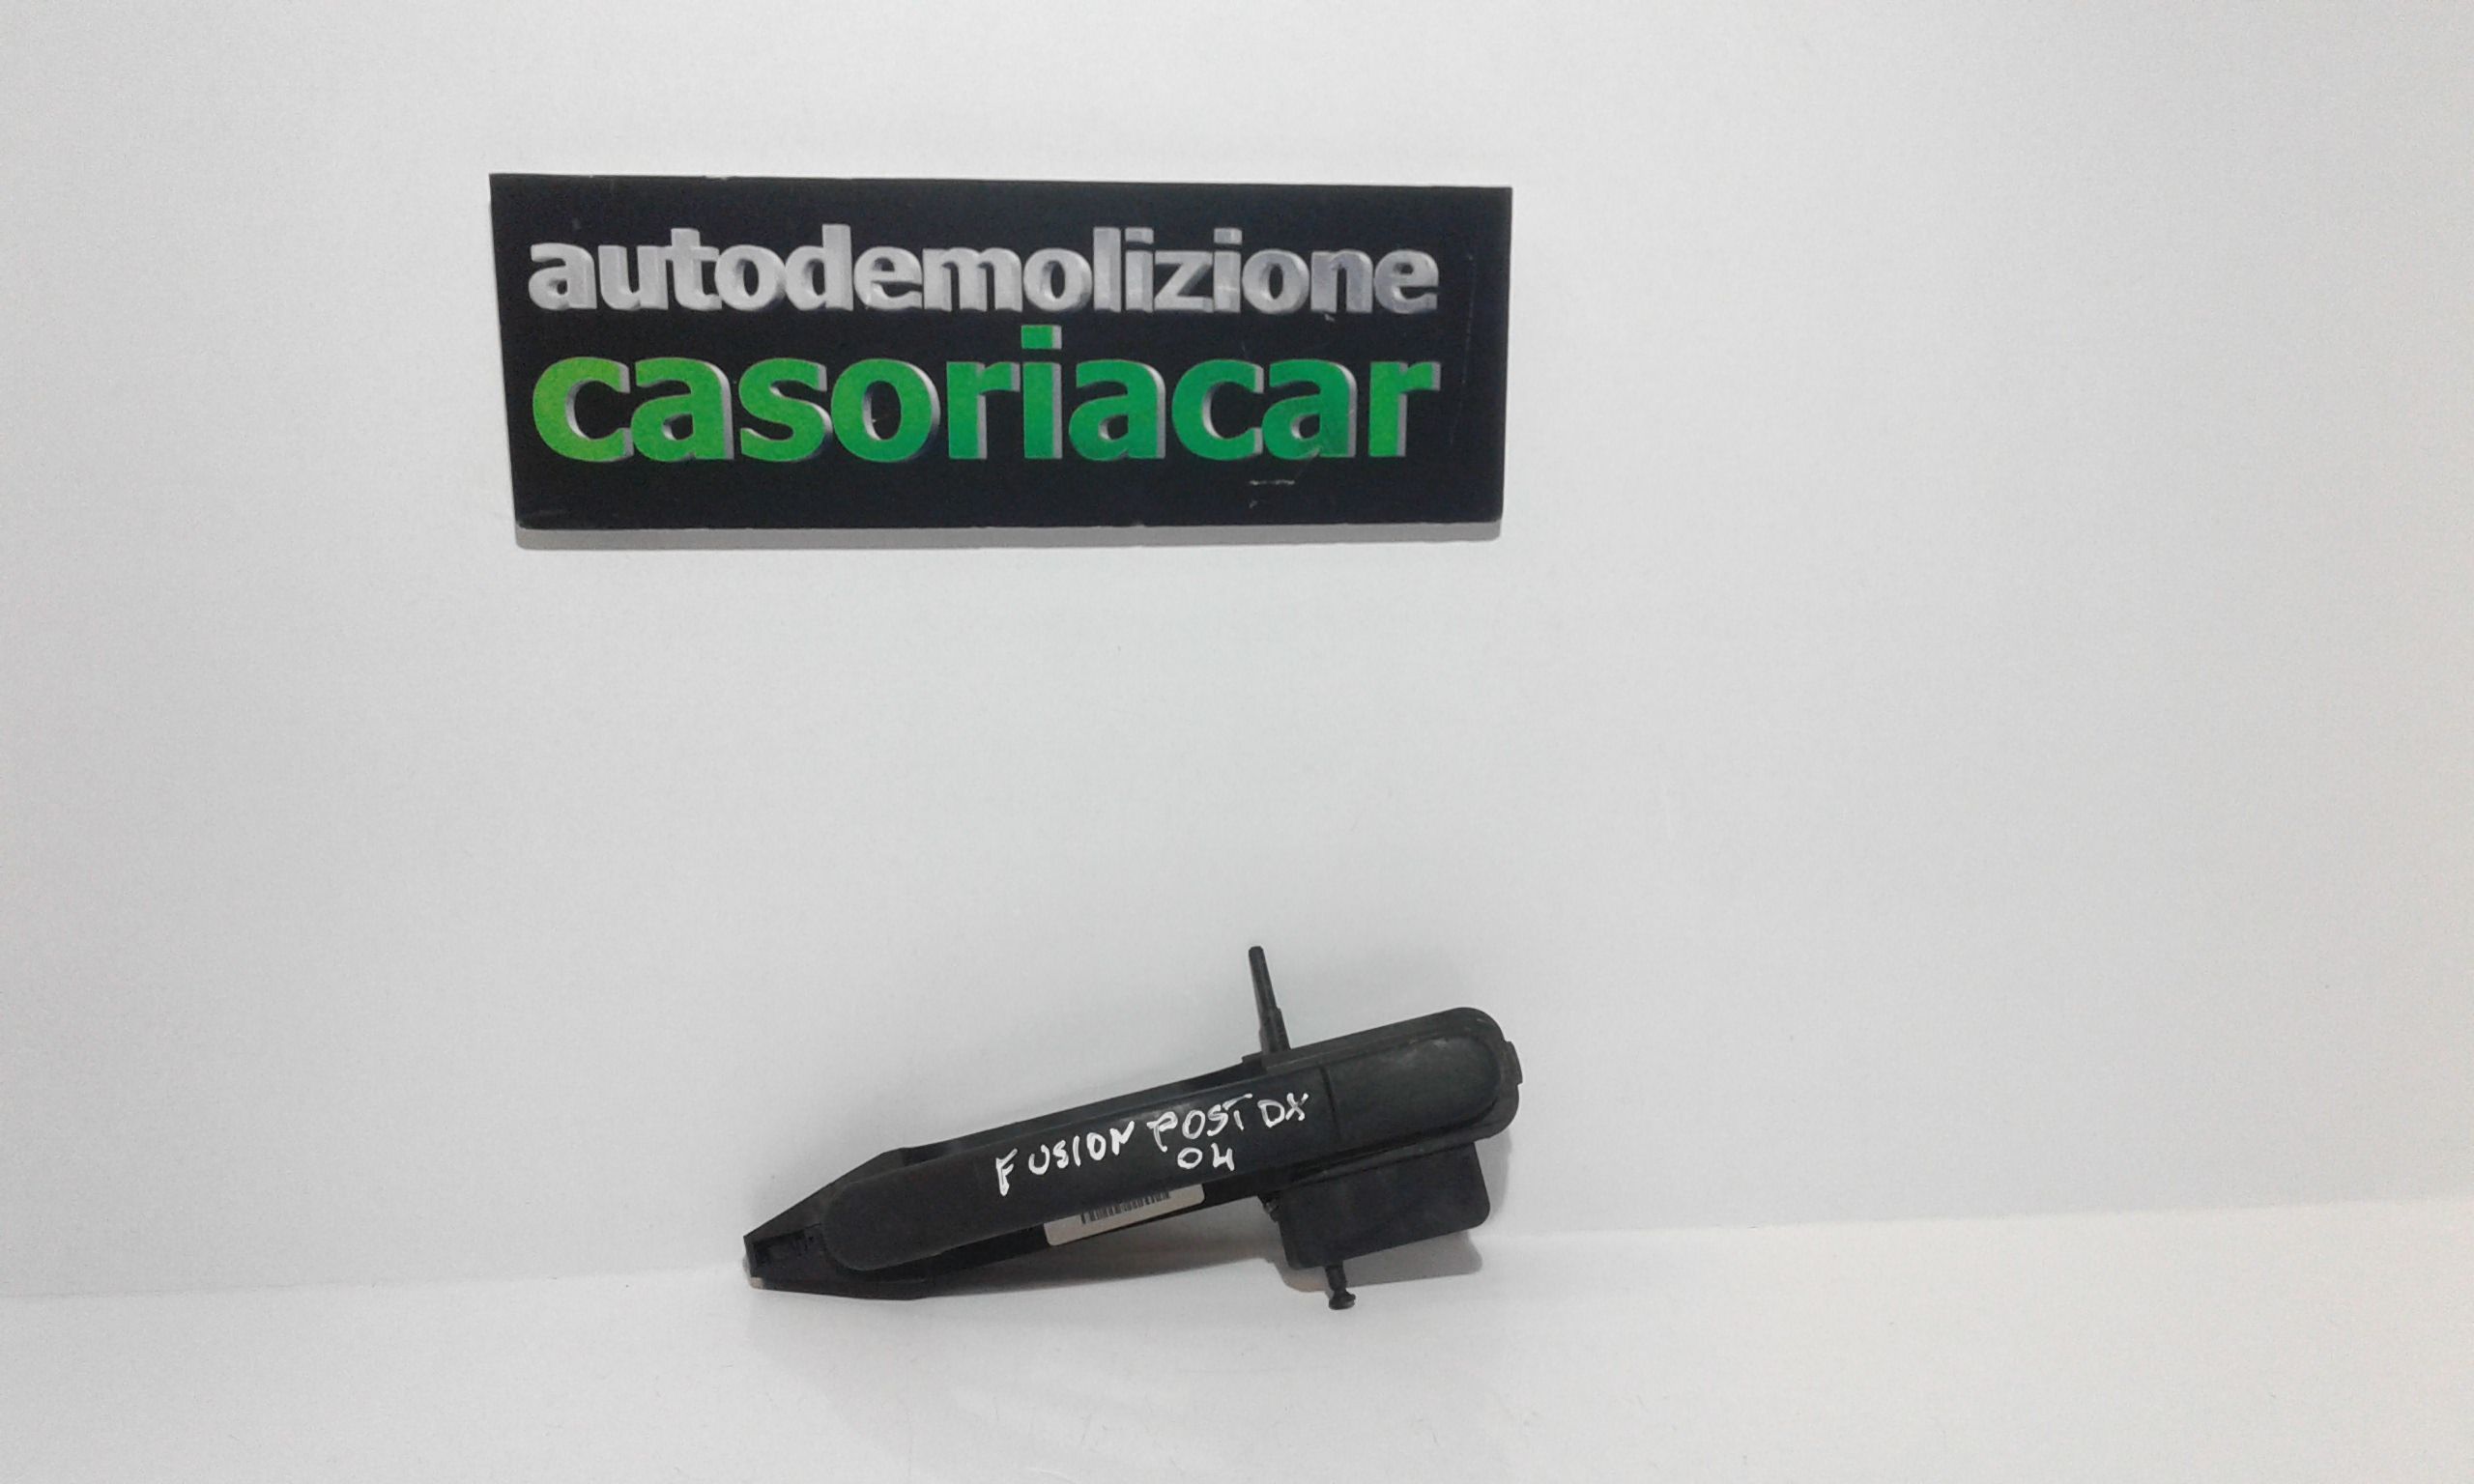 autodemolizione
casoriacar
FUSION POST DX
04